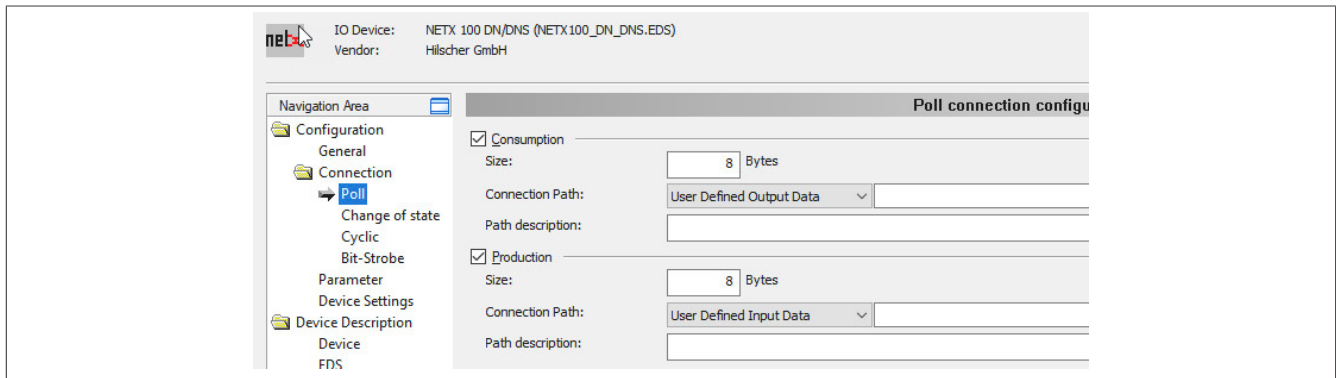 netx
IO Device: NETX 100 DN/DNS (NETX100_DN_DNS.EDS)
Vendor: Hilscher GmbH
Navigation Area
Configuration
General
Connection
Poll
Change of state
Cyclic
Bit-Strobe
Parameter
Device Settings
Device Description
Device
EDS
Poll connection configu
Consumption
Size: 8 Bytes
Connection Path: User Defined Output Data
Path description:
Production
Size: 8 Bytes
Connection Path: User Defined Input Data
Path description: